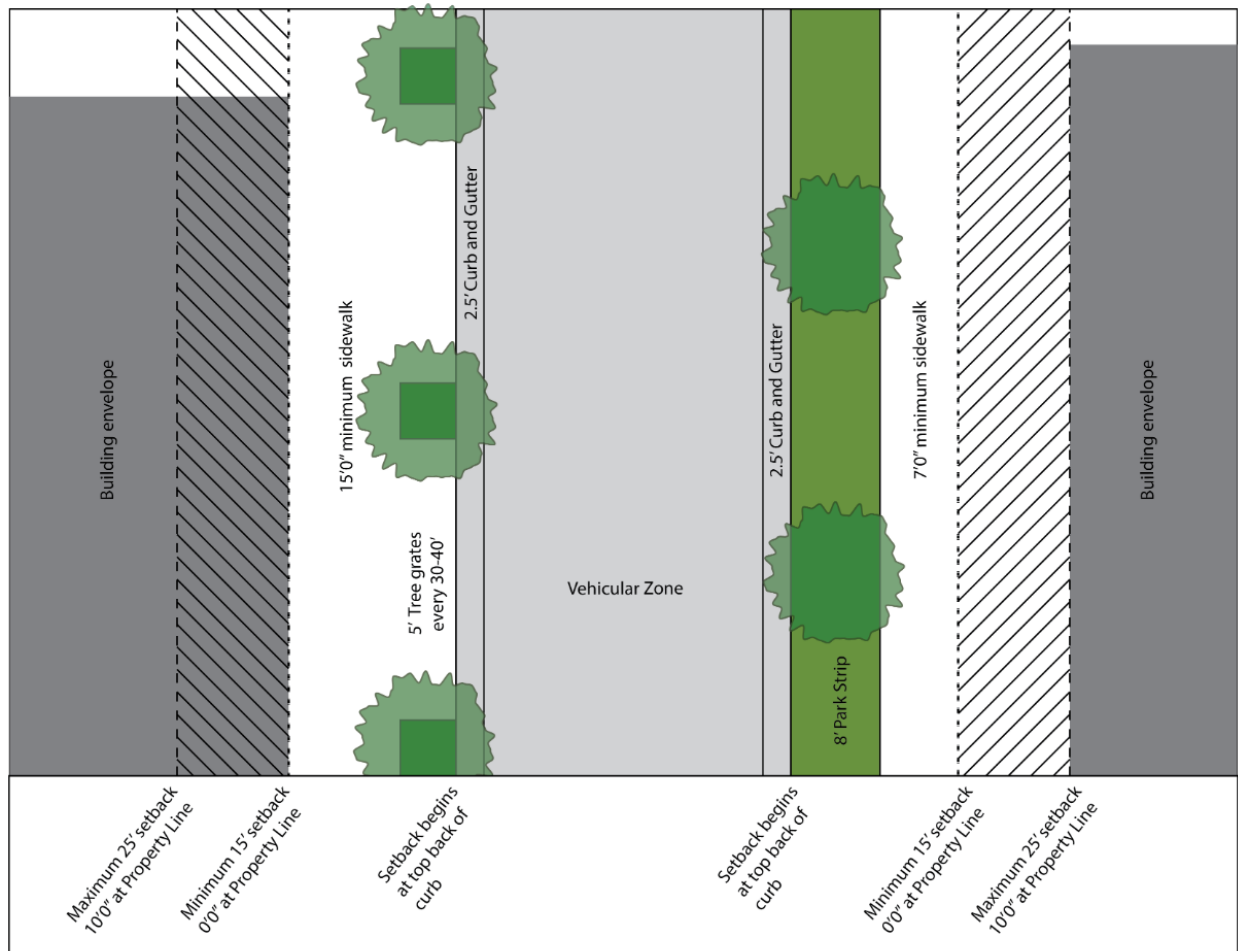 Building envelope
15’0” minimum sidewalk
5’ Tree grates
every 30-40’
2.5’ Curb and Gutter
Vehicular Zone
2.5’ Curb and Gutter
8’ Park Strip
7’0” minimum sidewalk
Building envelope
Maximum 25’ setback
10’0” at Property Line
Minimum 15’ setback
0’0” at Property Line
Setback begins
at top back of
curb
Setback begins
at top back of
curb
Minimum 15’ setback
0’0” at Property Line
Maximum 25’ setback
10’0” at Property Line